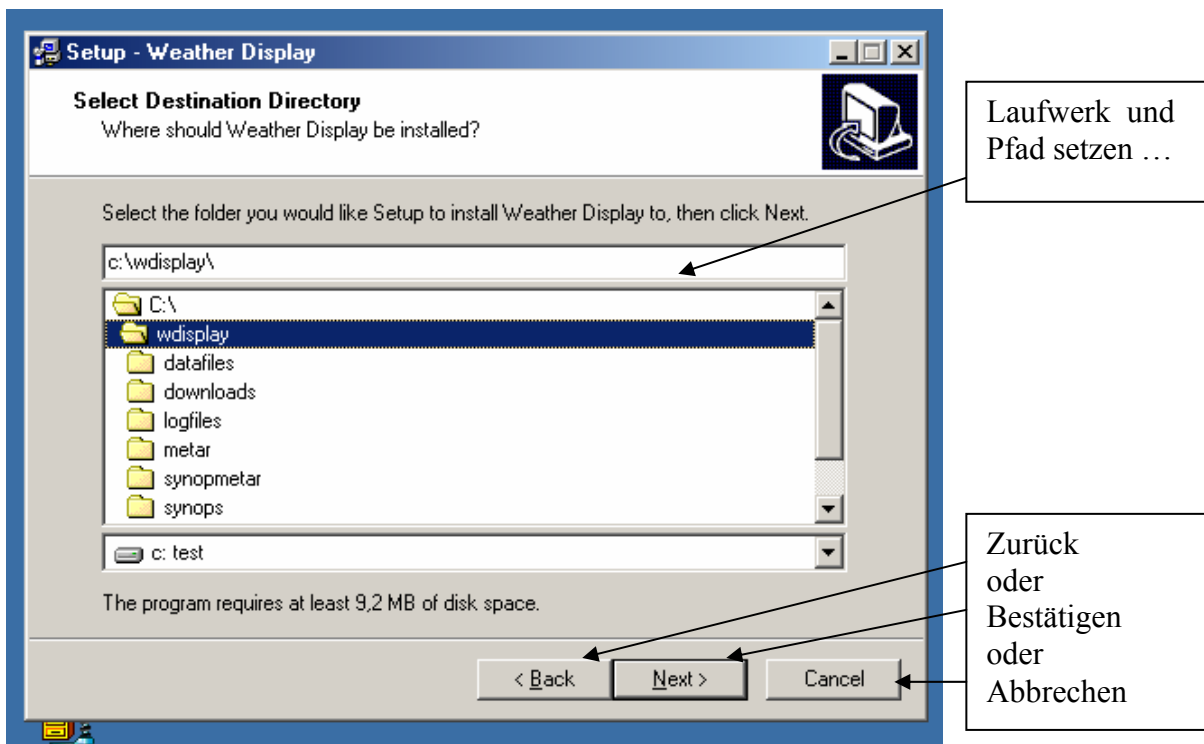 Setup - Weather Display
Select Destination Directory
Where should Weather Display be installed?
Laufwerk und
Pfad setzen …
Select the folder you would like Setup to install Weather Display to, then click Next.
c:\wdisplay\
C:\
wdisplay
datafiles
downloads
logfiles
metar
synopmetar
synops
c: test
The program requires at least 9,2 MB of disk space.
< Back
Next >
Cancel
Zurück
oder
Bestätigen
oder
Abbrechen